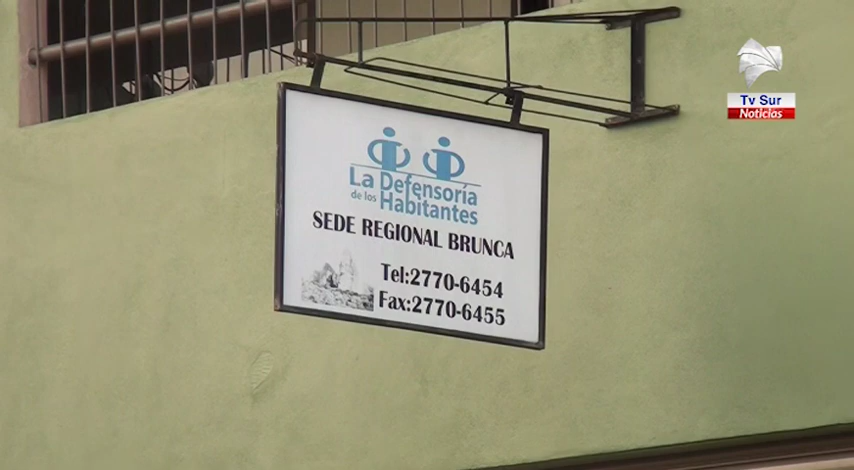 La Defensoría
de los Habitantes
SEDE REGIONAL BRUNCA
Tel:2770-6454
Fax:2770-6455
Tv Sur
Noticias